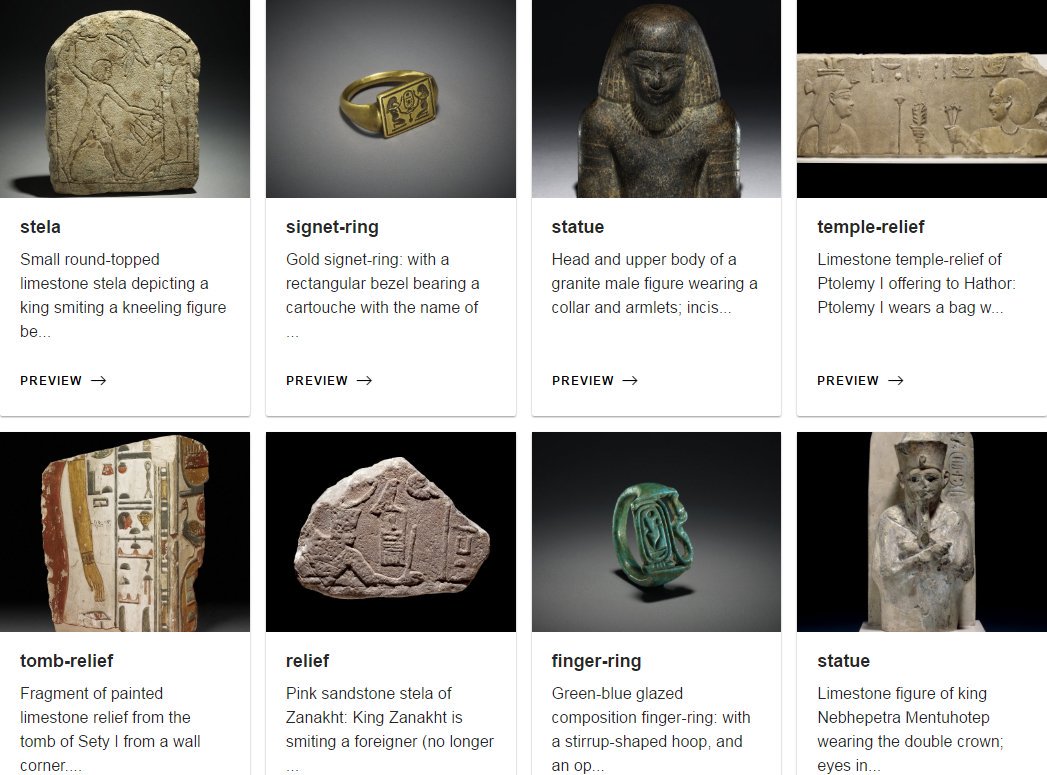 stela
Small round-topped
limestone stela depicting a
king smiting a kneeling figure
be...
PREVIEW
signet-ring
Gold signet-ring: with a
rectangular bezel bearing a
cartouche with the name of
...
PREVIEW
statue
Head and upper body of a
granite male figure wearing a
collar and armlets; incis...
PREVIEW
temple-relief
Limestone temple-relief of
Ptolemy I offering to Hathor:
Ptolemy I wears a bag w...
PREVIEW
tomb-relief
Fragment of painted
limestone relief from the
tomb of Sety I from a wall
corner....
relief
Pink sandstone stela of
Zanakht: King Zanakht is
smiting a foreigner (no longer
...
finger-ring
Green-blue glazed
composition finger-ring: with
a stirrup-shaped hoop, and
an op...
statue
Limestone figure of king
Nebhepetra Mentuhotep
wearing the double crown;
eyes in...